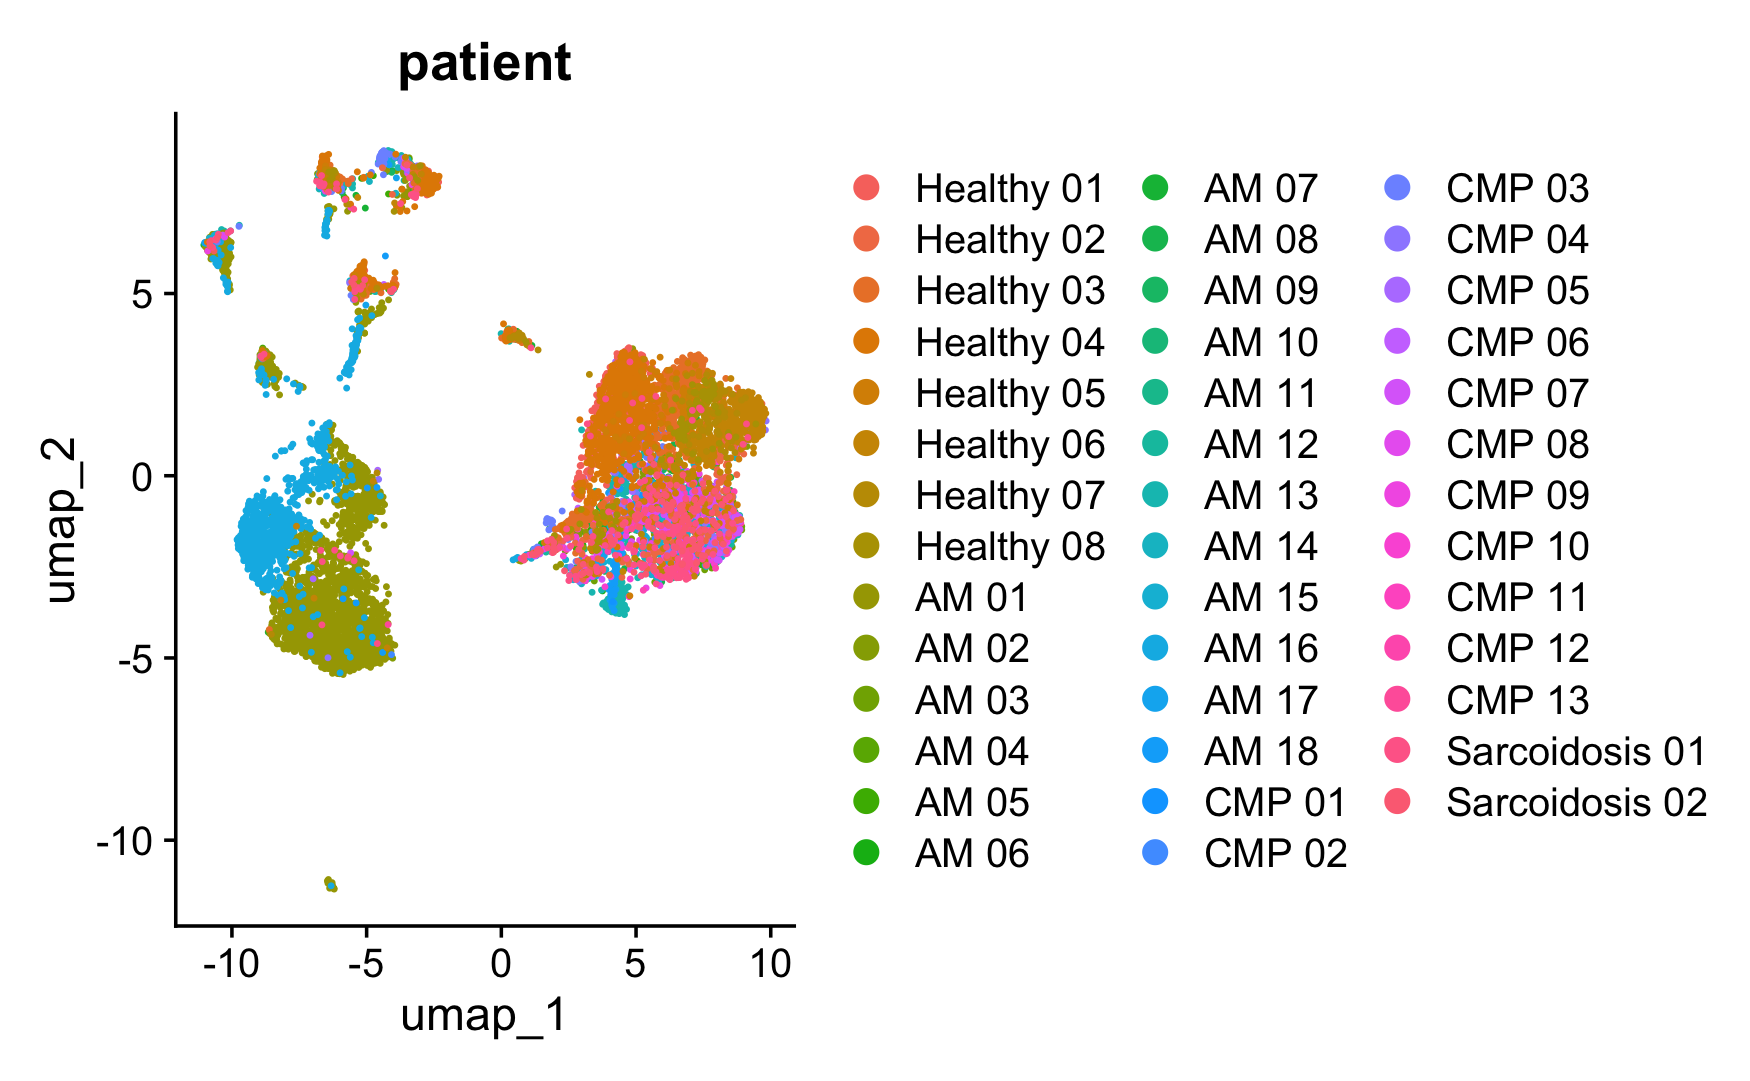 patient
umap_2
5
0
-5
-10
-10
-5
0
5
10
umap_1
Healthy 01
Healthy 02
Healthy 03
Healthy 04
Healthy 05
Healthy 06
Healthy 07
Healthy 08
AM 01
AM 02
AM 03
AM 04
AM 05
AM 06
AM 07
AM 08
AM 09
AM 10
AM 11
AM 12
AM 13
AM 14
AM 15
AM 16
AM 17
AM 18
CMP 01
CMP 02
CMP 03
CMP 04
CMP 05
CMP 06
CMP 07
CMP 08
CMP 09
CMP 10
CMP 11
CMP 12
CMP 13
Sarcoidosis 01
Sarcoidosis 02